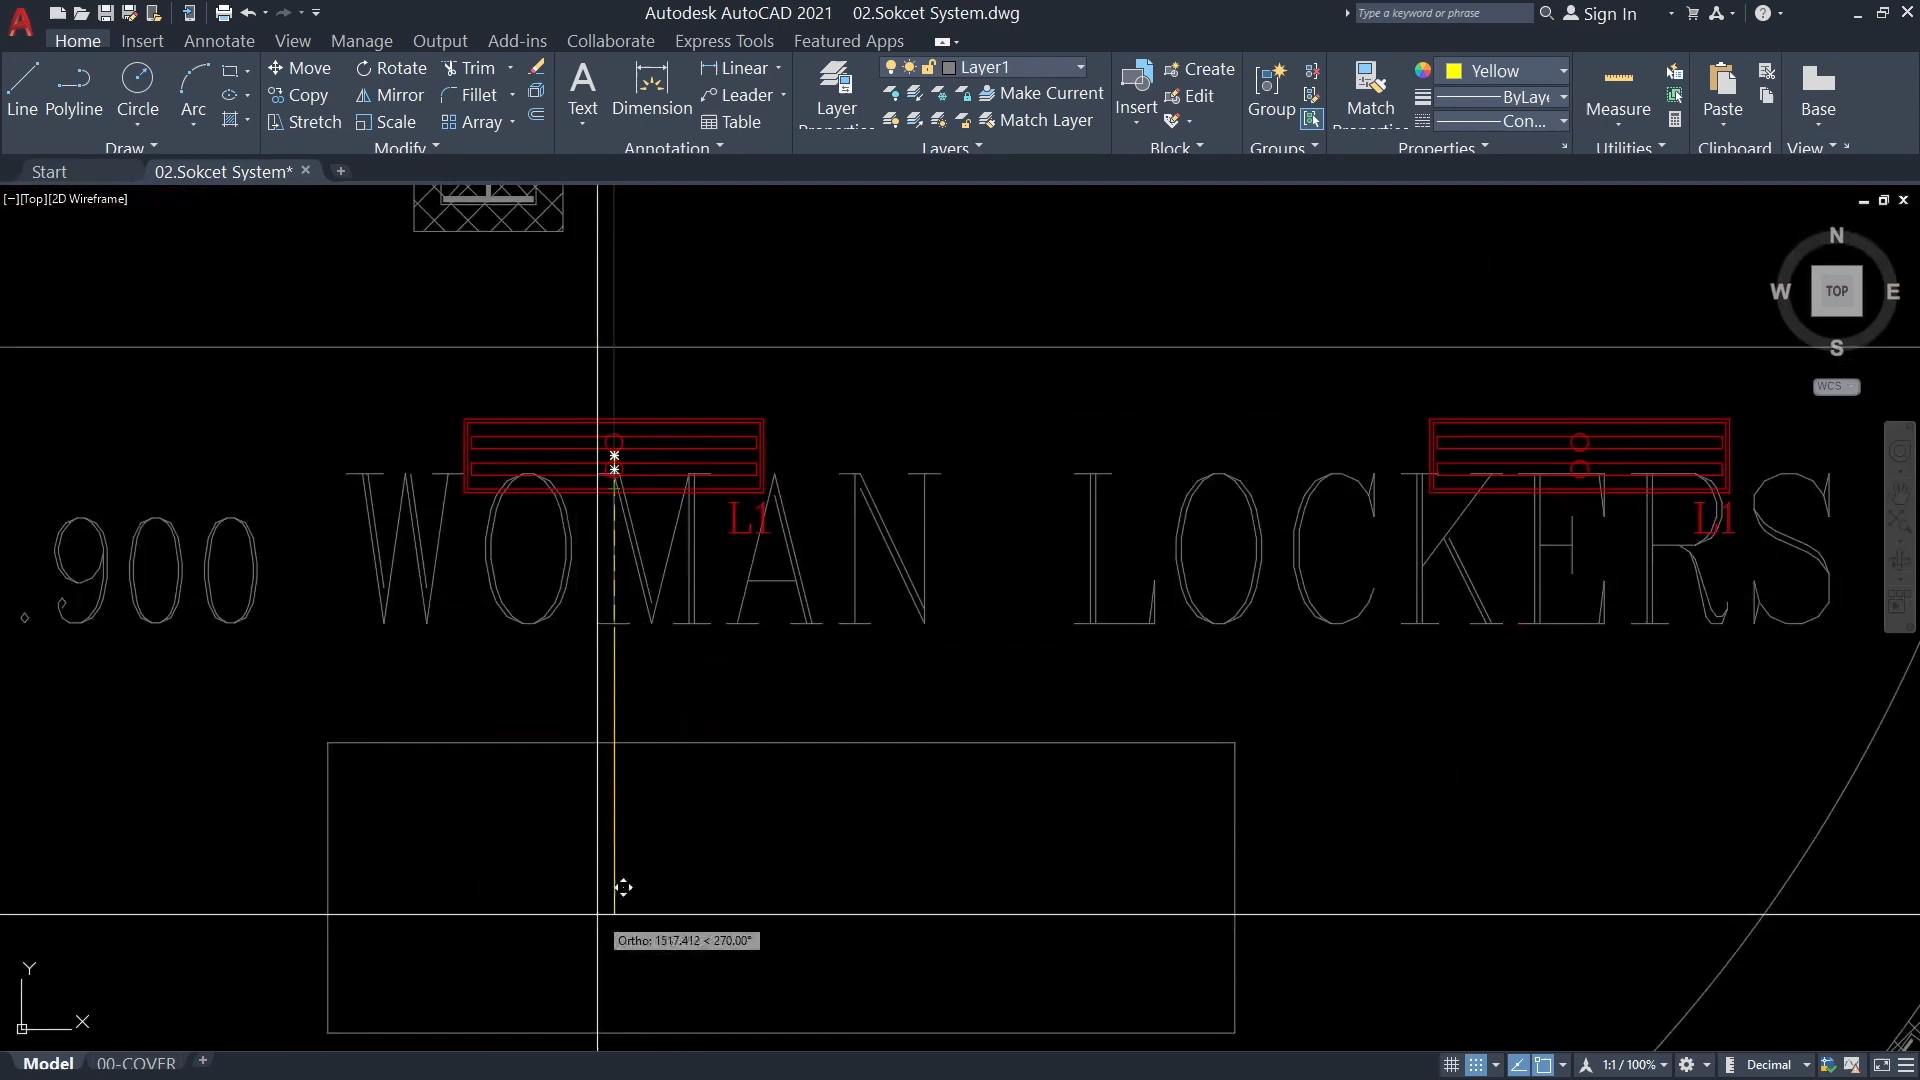 Autodesk AutoCAD 2021 02.Sokcet System.dwg
Type a keyword or phrase
Sign In
Home Insert Annotate View Manage Output Add-ins Collaborate Express Tools Featured Apps
Line Polyline Circle Arc
Move Rotate Trim
Copy Mirror Fillet
Stretch Scale Array
Text Dimension
Linear
Leader
Table
Layer
Layer1
Make Current
Match Layer
Insert
Create
Edit
Group
Match
Yellow
ByLaye
Con...
Measure
Paste
Base
Draw Modify Annotation Layers Block Groups Properties Utilities Clipboard View
Start 02.Sokcet System*
[−][Top][2D Wireframe]
N
W TOP E
S
WCS
L1 L1
.900 WOMAN LOCKERS
Ortho: 1517.412 < 270.00°
Y
X
Model 00-COVER
1:1 / 100%
Decimal